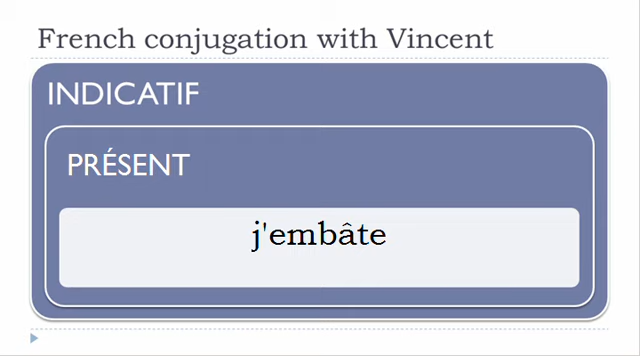 French conjugation with Vincent
INDICATIF
PRÉSENT
j'embâte